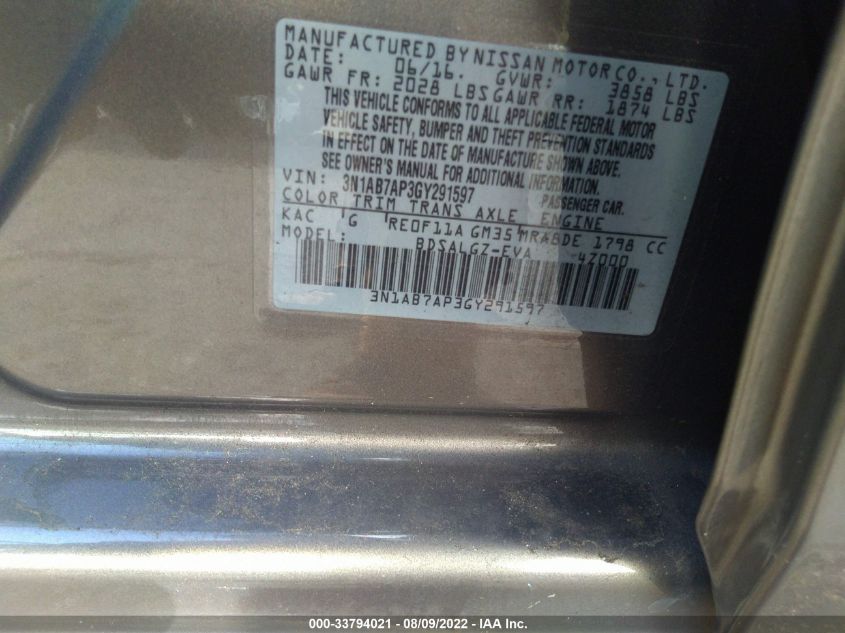 MANUFACTURED BY NISSAN MOTOR CO., LTD.
DATE: 06/16. GVWR: 3858 LBS
GAWR FR: 2028 LBS GAWR RR: 1874 LBS
THIS VEHICLE CONFORMS TO ALL APPLICABLE FEDERAL MOTOR
VEHICLE SAFETY, BUMPER AND THEFT PREVENTION STANDARDS
IN EFFECT ON THE DATE OF MANUFACTURE SHOWN ABOVE.
SEE OWNER'S MANUAL FOR ADDITIONAL INFORMATION.
VIN: 3N1AB7AP3GY291597 PASSENGER CAR.
COLOR TRIM TRANS AXLE ENGINE
KAC G RE0F11A GM35 MRA8DE 1798 CC
MODEL: BDSALGZ-EVA 4Z000
3N1AB7AP3GY291597
000-33794021 - 08/09/2022 - IAA Inc.